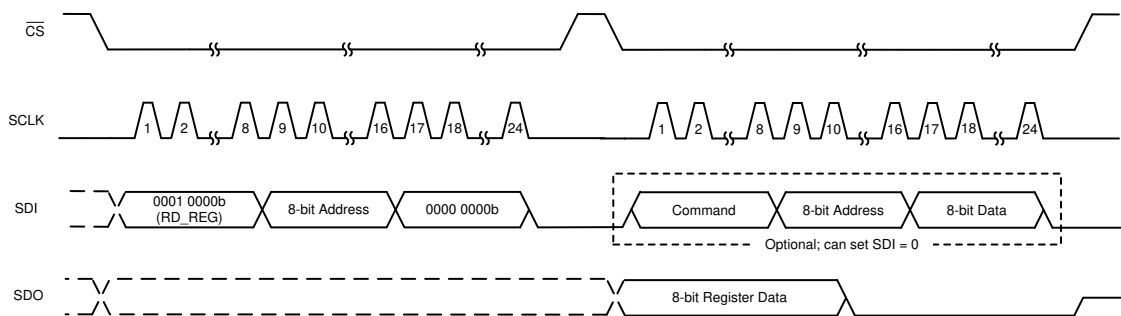 CS
SCLK
1 2 8 9 10 16 17 18 24 1 2 8 9 10 16 17 18 24
SDI
0001 0000b
(RD_REG)
8-bit Address
0000 0000b
Command
8-bit Address
8-bit Data
Optional; can set SDI = 0
SDO
8-bit Register Data